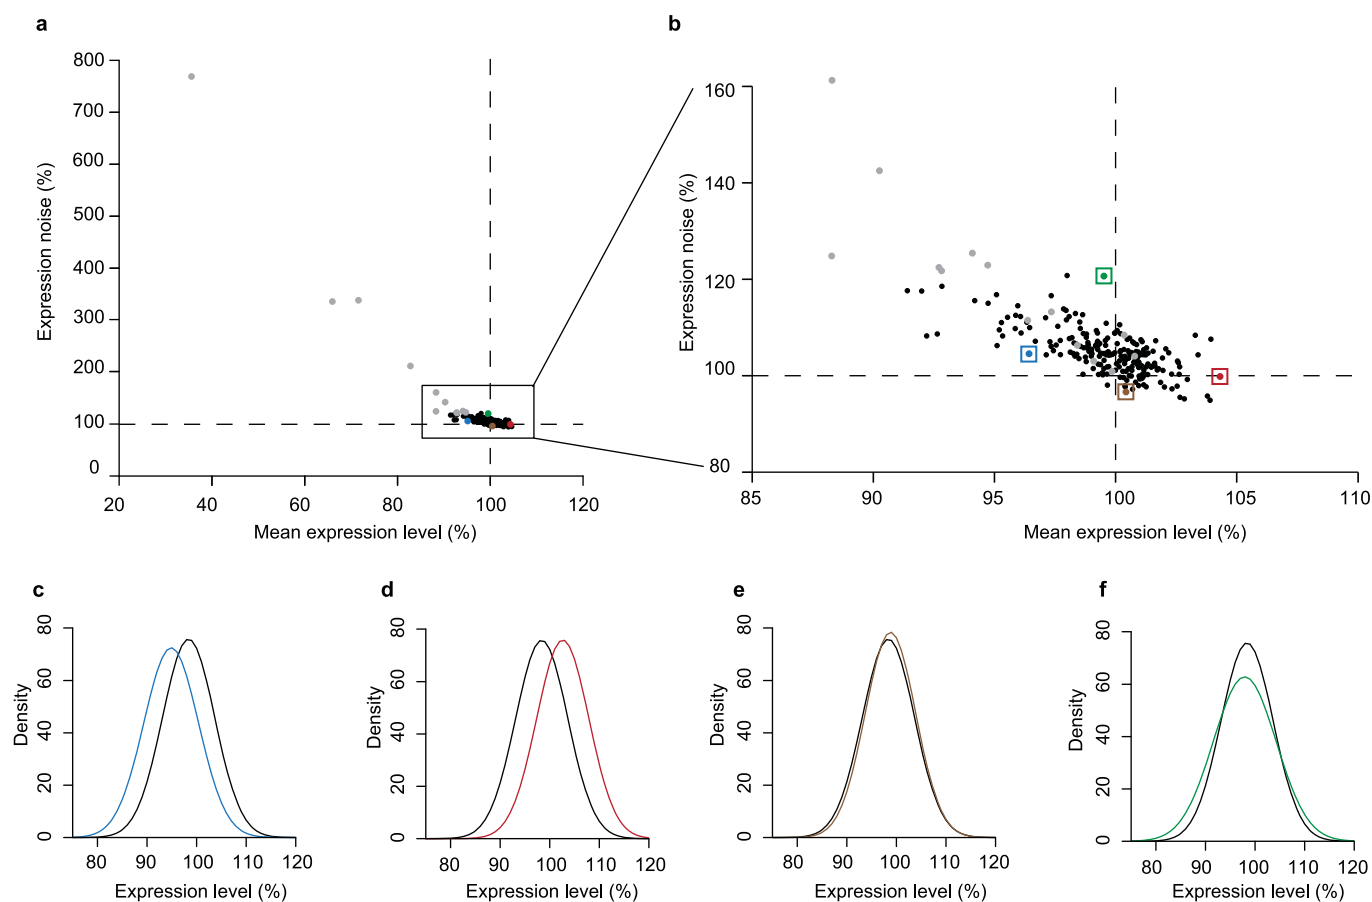 a
b
800
700
600
500
400
300
200
100
0
Expression noise (%)
20 40 60 80 100 120
Mean expression level (%)
160
140
120
100
80
Expression noise (%)
85 90 95 100 105 110
Mean expression level (%)
c
80
60
40
20
0
Density
80 90 100 110 120
Expression level (%)
d
80
60
40
20
0
Density
80 90 100 110 120
Expression level (%)
e
80
60
40
20
0
Density
80 90 100 110 120
Expression level (%)
f
80
60
40
20
0
Density
80 90 100 110 120
Expression level (%)